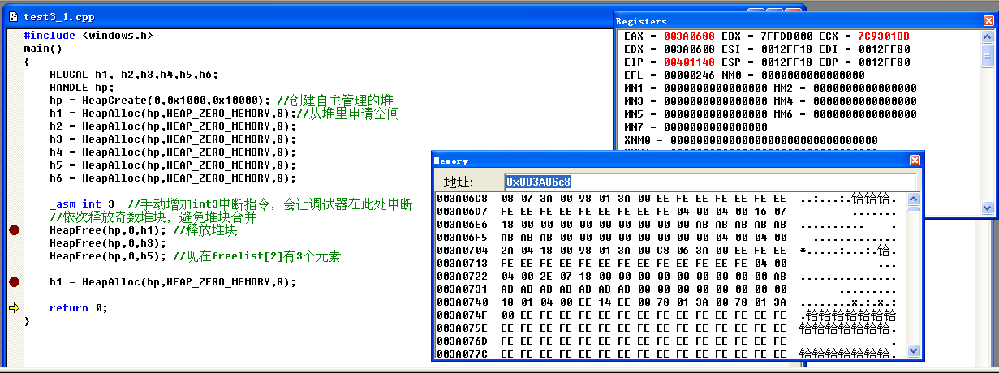 test3_1.cpp
#include <windows.h>
main()
{
HLOCAL h1, h2,h3,h4,h5,h6;
HANDLE hp;
hp = HeapCreate(0,0x1000,0x10000); //创建自主管理的堆
h1 = HeapAlloc(hp,HEAP_ZERO_MEMORY,8);//从堆里申请空间
h2 = HeapAlloc(hp,HEAP_ZERO_MEMORY,8);
h3 = HeapAlloc(hp,HEAP_ZERO_MEMORY,8);
h4 = HeapAlloc(hp,HEAP_ZERO_MEMORY,8);
h5 = HeapAlloc(hp,HEAP_ZERO_MEMORY,8);
h6 = HeapAlloc(hp,HEAP_ZERO_MEMORY,8);
_asm int 3 //手动增加int3中断指令，会让调试器在此处中断
//依次释放奇数堆块，避免堆块合并
HeapFree(hp,0,h1); //释放堆块
HeapFree(hp,0,h3);
HeapFree(hp,0,h5); //现在freelist[2]有3个元素
h1 = HeapAlloc(hp,HEAP_ZERO_MEMORY,8);
return 0;
}
Registers
EAX = 003A0688 EBX = 7FFDB000 ECX = 7C9301BB
EDX = 003A0608 ESI = 0012FF18 EDI = 0012FF80
EIP = 00401148 ESP = 0012FF18 EBP = 0012FF80
EFL = 00000246 MM0 = 0000000000000000
MM1 = 0000000000000000 MM2 = 0000000000000000
MM3 = 0000000000000000 MM4 = 0000000000000000
MM5 = 0000000000000000 MM6 = 0000000000000000
MM7 = 0000000000000000
XMM0 = 00000000000000000000000000000000
Memory
地址: 0x003A06c8
003A06C8 08 07 3A 00 98 01 3A 00 EE FE EE FE EE FE EE ..:...:.铪铪铪.
003A06D7 FE EE FE EE FE EE FE EE FE 04 00 04 00 16 07 .......
003A06E6 18 00 00 00 00 00 00 00 00 00 AB AB AB AB AB .......... .
003A06F5 AB AB AB 00 00 00 00 00 00 00 00 04 00 04 00 .............
003A0704 2A 04 18 00 98 01 3A 00 C8 06 3A 00 EE FE EE *.....:...:.铪.
003A0713 FE EE FE EE FE EE FE EE FE EE FE EE FE 04 00 ...
003A0722 04 00 2E 07 18 00 00 00 00 00 00 00 00 00 AB ..............
003A0731 AB AB AB AB AB AB AB 00 00 00 00 00 00 00 00 .........
003A0740 18 01 04 00 EE 14 EE 00 78 01 3A 00 78 01 3A ........x.:.x.:
003A074F 00 EE FE EE FE EE FE EE FE EE FE EE FE EE FE .铪铪铪铪铪铪铪
003A075E EE FE EE FE EE FE EE FE EE FE EE FE EE FE EE 铪铪铪铪铪铪铪.
003A076D FE EE FE EE FE EE FE EE FE EE FE EE FE EE FE
003A077C EE FE EE FE EE FE EE FE EE FE EE FE EE FE EE 铪铪铪铪铪铪铪.